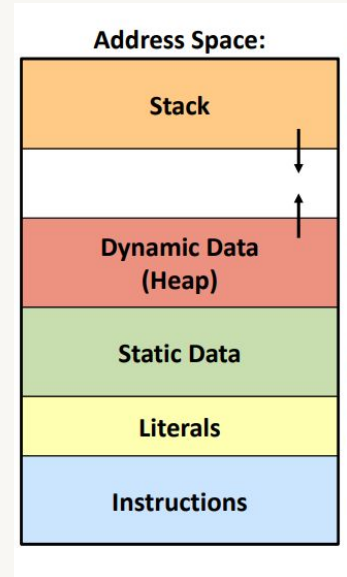 Address Space:
Stack
Dynamic Data
(Heap)
Static Data
Literals
Instructions